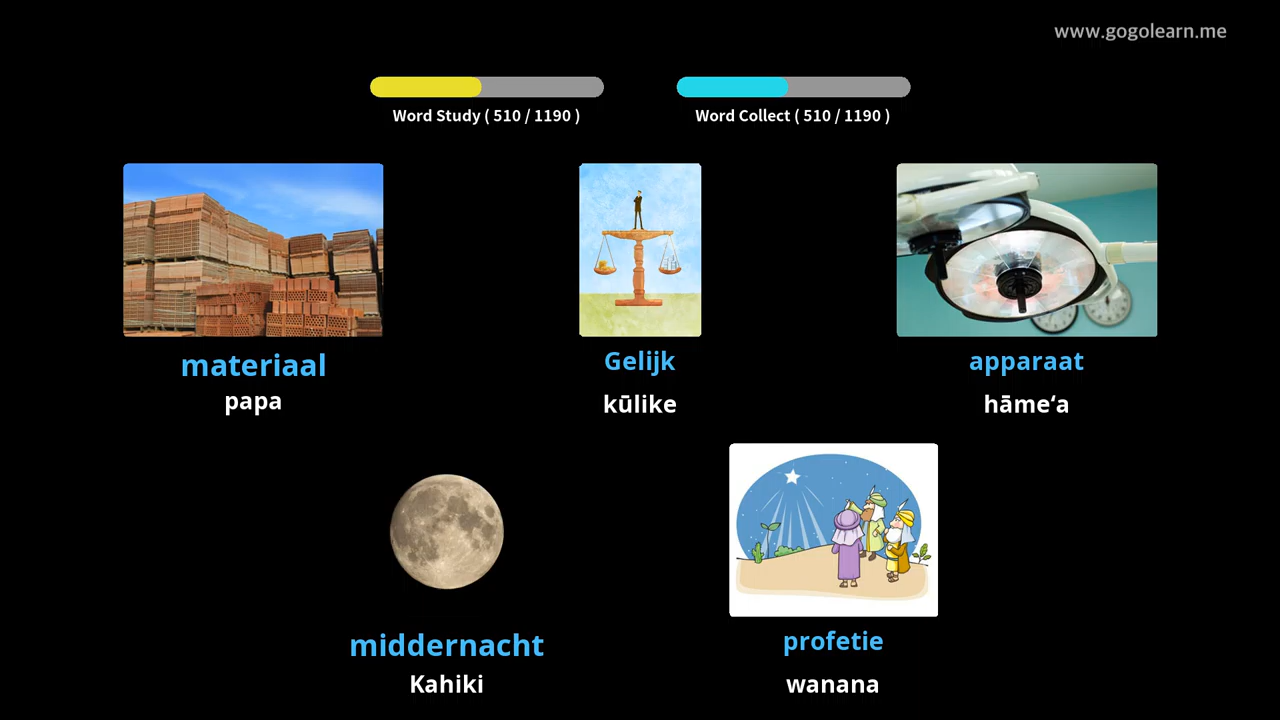 www.gogolearn.me
Word Study ( 510 / 1190 )
Word Collect ( 510 / 1190 )
materiaal
papa
Gelijk
kūlike
apparaat
hāmeʻa
middernacht
Kahiki
profetie
wanana